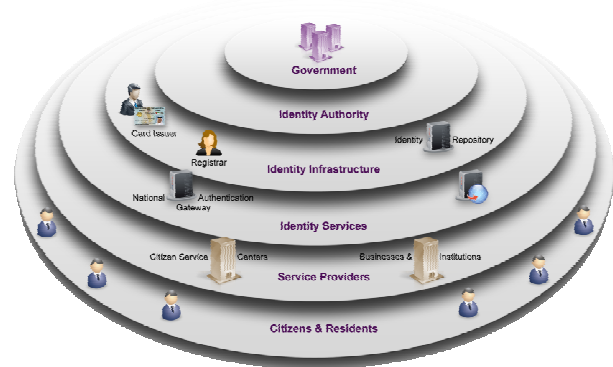 Government
Identity Authority
Card Issuer
Identity Repository
Registrar
Identity Infrastructure
National Authentication
Gateway
Identity Services
Citizen Service Centers
Businesses & Institutions
Service Providers
Citizens & Residents